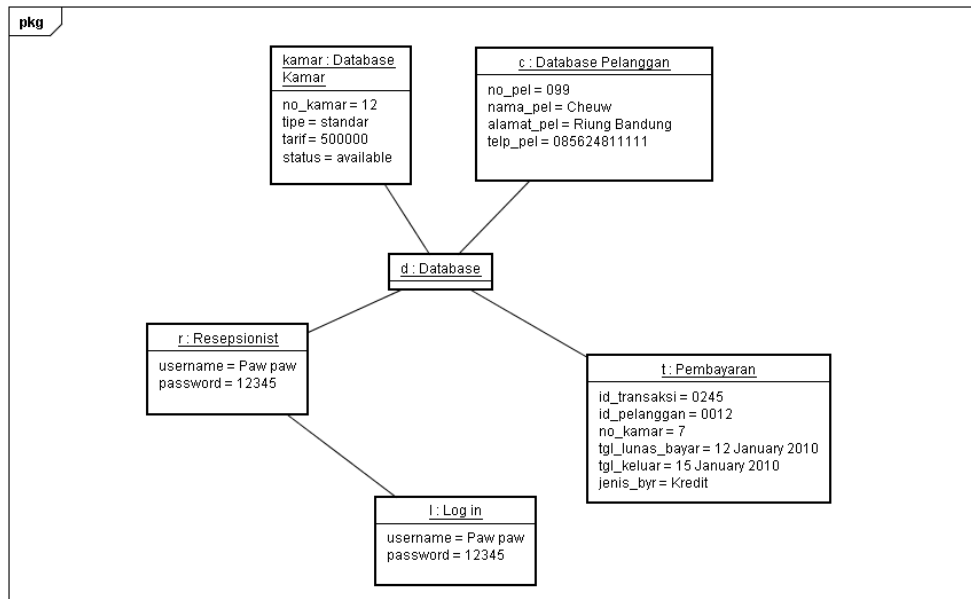 pkg
kamar : Database
Kamar
no_kamar = 12
tipe = standar
tarif = 500000
status = available
c : Database Pelanggan
no_pel = 099
nama_pel = Cheuw
alamat_pel = Riung Bandung
telp_pel = 085624811111
d : Database
r : Resepsionist
username = Paw paw
password = 12345
t : Pembayaran
id_transaksi = 0245
id_pelanggan = 0012
no_kamar = 7
tgl_lunas_bayar = 12 January 2010
tgl_keluar = 15 January 2010
jenis_byr = Kredit
l : Log in
username = Paw paw
password = 12345